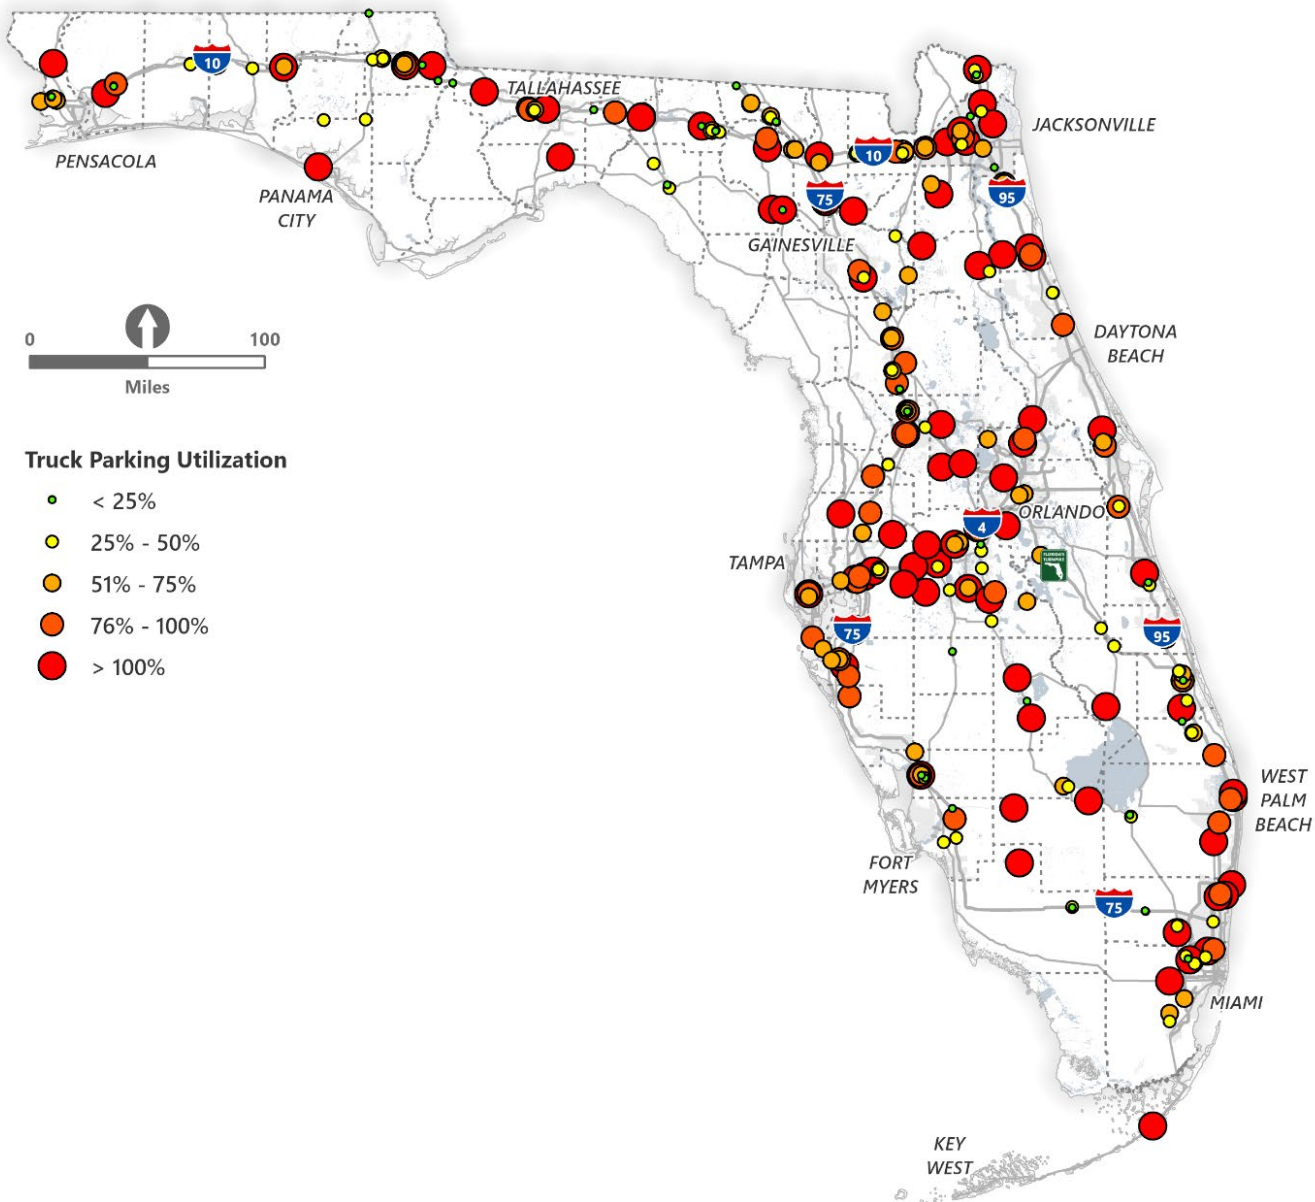 10
TALLAHASSEE
JACKSONVILLE
PENSACOLA
10
PANAMA
CITY
75
95
GAINESVILLE
0
100
Miles
DAYTONA
BEACH
Truck Parking Utilization
< 25%
25% - 50%
51% - 75%
76% - 100%
> 100%
ORLANDO
4
TAMPA
75
95
WEST
PALM
BEACH
FORT
MYERS
75
MIAMI
KEY
WEST